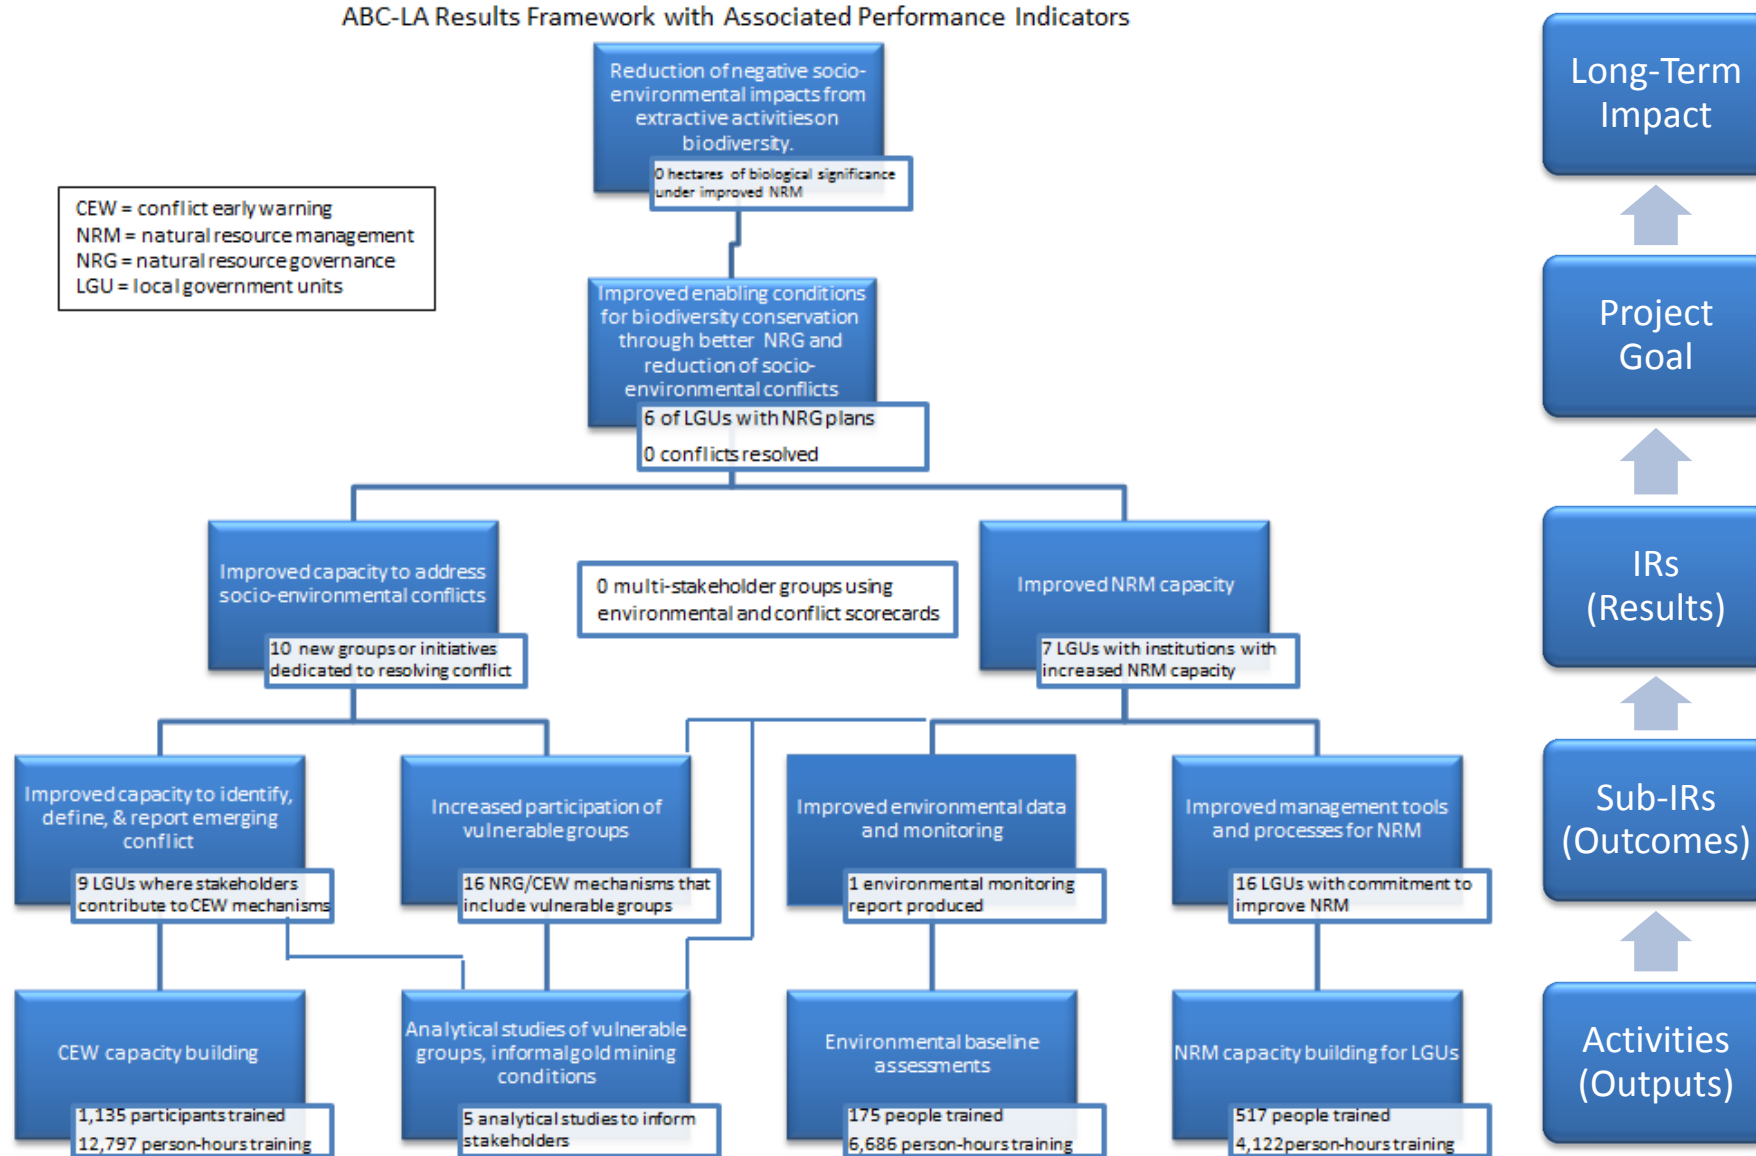 ABC-LA Results Framework with Associated Performance Indicators
Reduction of negative socio-
environmental impacts from
extractive activitieson
biodiversity.
0 hectares of biological significance
under improved NRM
Long-Term
Impact
CEW = conflict early warning
NRM = natural resource management
NRG = natural resource governance
LGU = local government units
Improved enabling conditions
for biodiversity conservation
through better NRG and
reduction of socio-
environmental conflicts
6 of LGUs with NRG plans
0 conflicts resolved
Project
Goal
Improved capacity to address
socio-environmental conflicts
10 new groups or initiatives
dedicated to resolving conflict
0 multi-stakeholder groups using
environmental and conflict scorecards
Improved NRM capacity
7 LGUs with institutions with
increased NRM capacity
IRs
(Results)
Improved capacity to identify,
define, & report emerging
conflict
9 LGUs where stakeholders
contribute to CEW mechanisms
Increased participation of
vulnerable groups
16 NRG/CEW mechanisms that
include vulnerable groups
Improved environmental data
and monitoring
1 environmental monitoring
report produced
Improved management tools
and processes for NRM
16 LGUs with commitment to
improve NRM
Sub-IRs
(Outcomes)
CEW capacity building
1,135 participants trained
12,797 person-hours training
Analytical studies of vulnerable
groups, informal gold mining
conditions
5 analytical studies to inform
stakeholders
Environmental baseline
assessments
175 people trained
6,686 person-hours training
NRM capacity building for LGUs
517 people trained
4,122person-hours training
Activities
(Outputs)